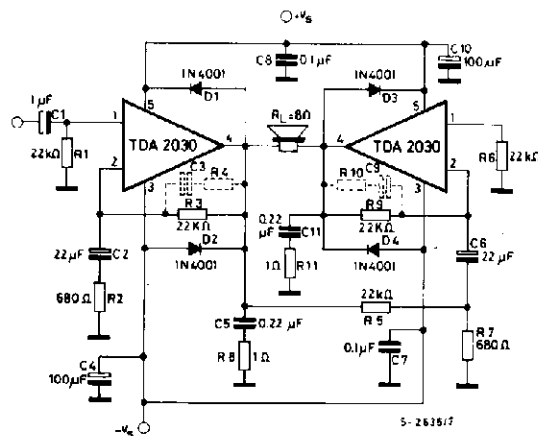 +Vs
C8
0.1µF
C10
100µF
1N4001
D1
1N4001
D3
1µF
C1
5
5
1
TDA 2030
4
RL=8Ω
4
TDA 2030
1
22kΩ
R1
2
3
2
3
R6
22kΩ
C3
R4
R10
C9
R3
22KΩ
R9
22KΩ
22µF
C2
D2
1N4001
0.22
µF
C11
D4
1N4001
C6
22µF
680Ω
R2
1Ω
R11
22kΩ
R5
C5
0.22 µF
R8
1Ω
0.1µF
C7
R7
680Ω
C4
100µF
-Vs